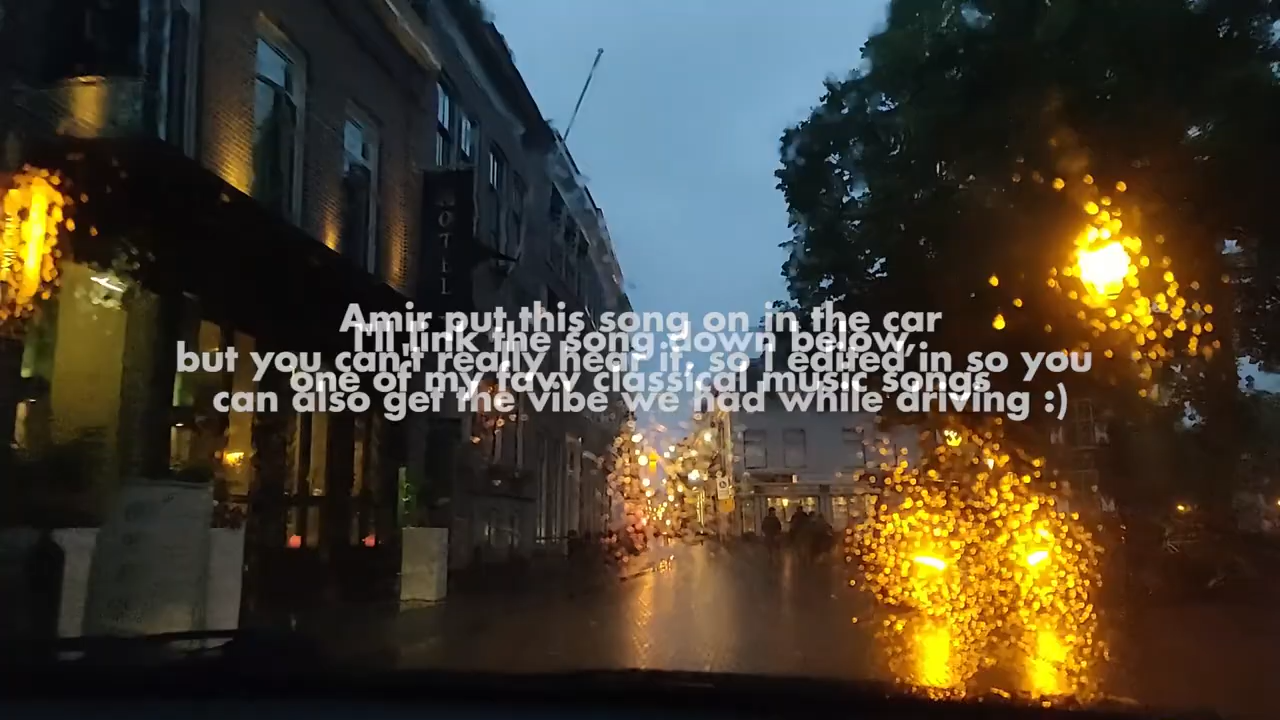 HOTEL
Amir put this song on in the car
but you can't really hear it, so I edited in so you
can also get the vibe we had while driving :)
I'll link the song down below,
one of my favv classical music songs